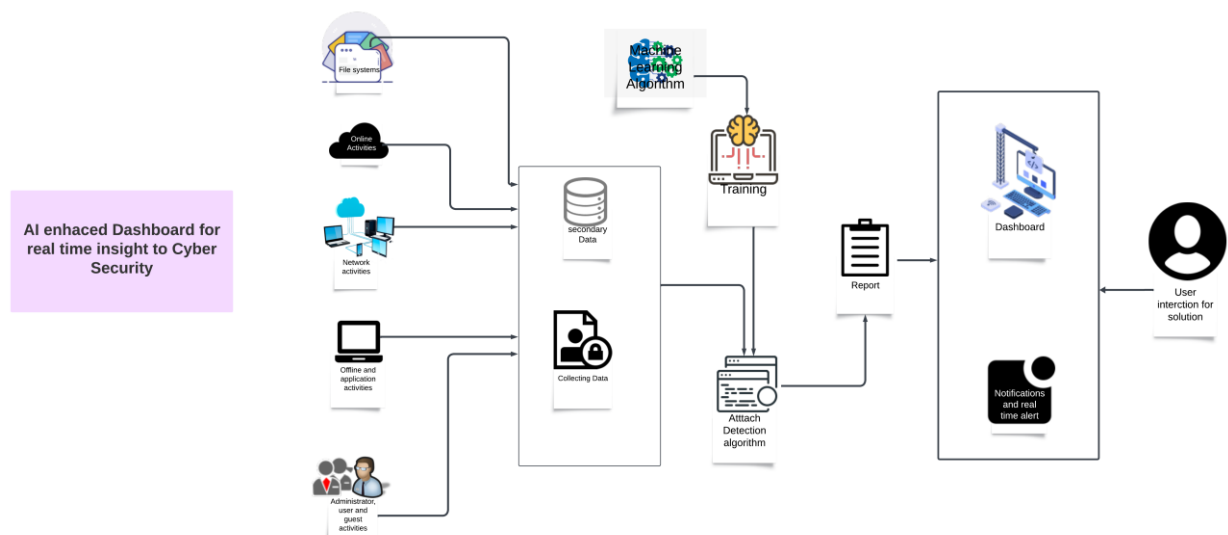 AI enhaced Dashboard for
real time insight to Cyber
Security
File systems
Online
Activities
Network
activities
Offline and
application
activities
Administrator,
user and
guest
activities
secondary
Data
Collecting Data
Machine
Learning
Algorithm
Training
Atttach
Detection
algorithm
Report
Dashboard
Notifications
and real
time alert
User
interction for
solution